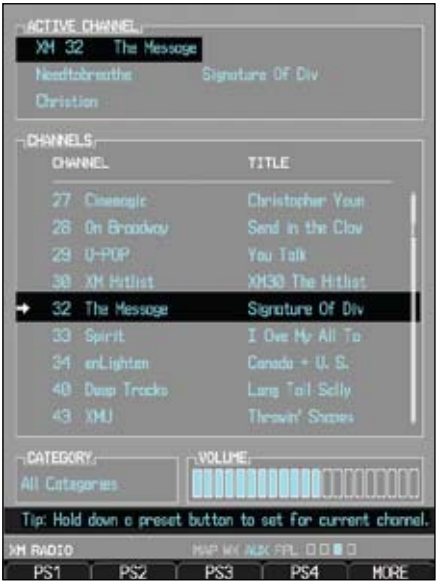 ACTIVE CHANNEL
XM 32 The Message
Needtobreathe Signature Of Div
Christian
CHANNELS
CHANNEL TITLE
27 Cinemagic Christopher Youn
28 On Broadway Send in the Clow
29 U-POP You Talk
30 XM Hitlist XM30 The Hitlist
32 The Message Signature Of Div
33 Spirit I Owe My All To
34 enLighten Canada + U. S.
40 Deep Tracks Long Tall Sally
43 XMU Throwin' Shapes
CATEGORY VOLUME
All Categories
Tip: Hold down a preset button to set for current channel.
XM RADIO MAP WX AUX FPL
PS1 PS2 PS3 PS4 MORE